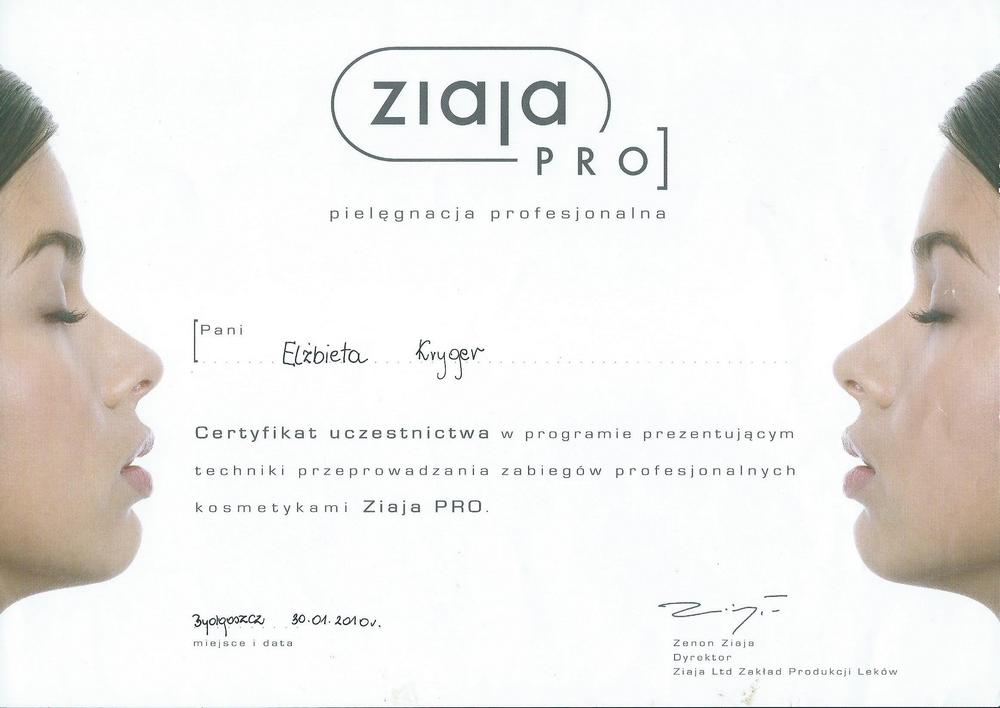 ziaja
PRO]
pielęgnacja profesjonalna
[Pani
Elżbieta Kryger
Certyfikat uczestnictwa w programie prezentującym
techniki przeprowadzania zabiegów profesjonalnych
kosmetykami Ziaja PRO.
Bydgoszcz 30.01.2010r.
miejsce i data
Zenon Ziaja
Dyrektor
Ziaja Ltd Zakład Produkcji Leków